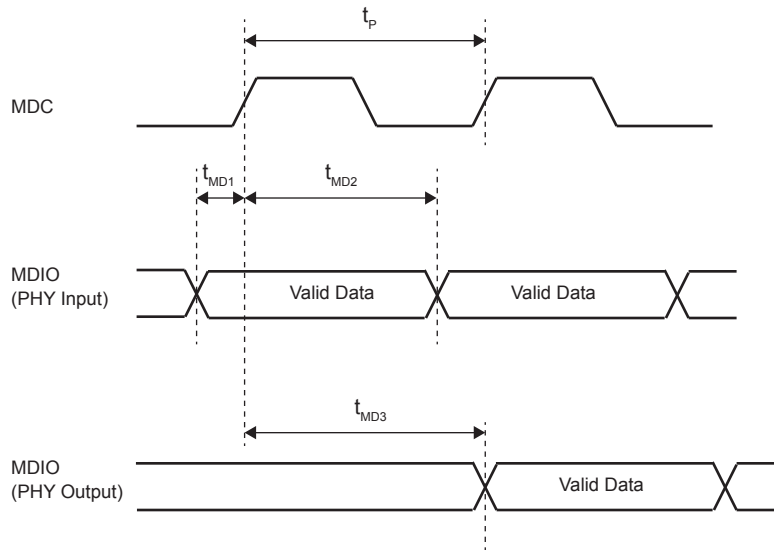 tP
MDC
tMD1
tMD2
MDIO
(PHY Input)
Valid Data
Valid Data
tMD3
MDIO
(PHY Output)
Valid Data